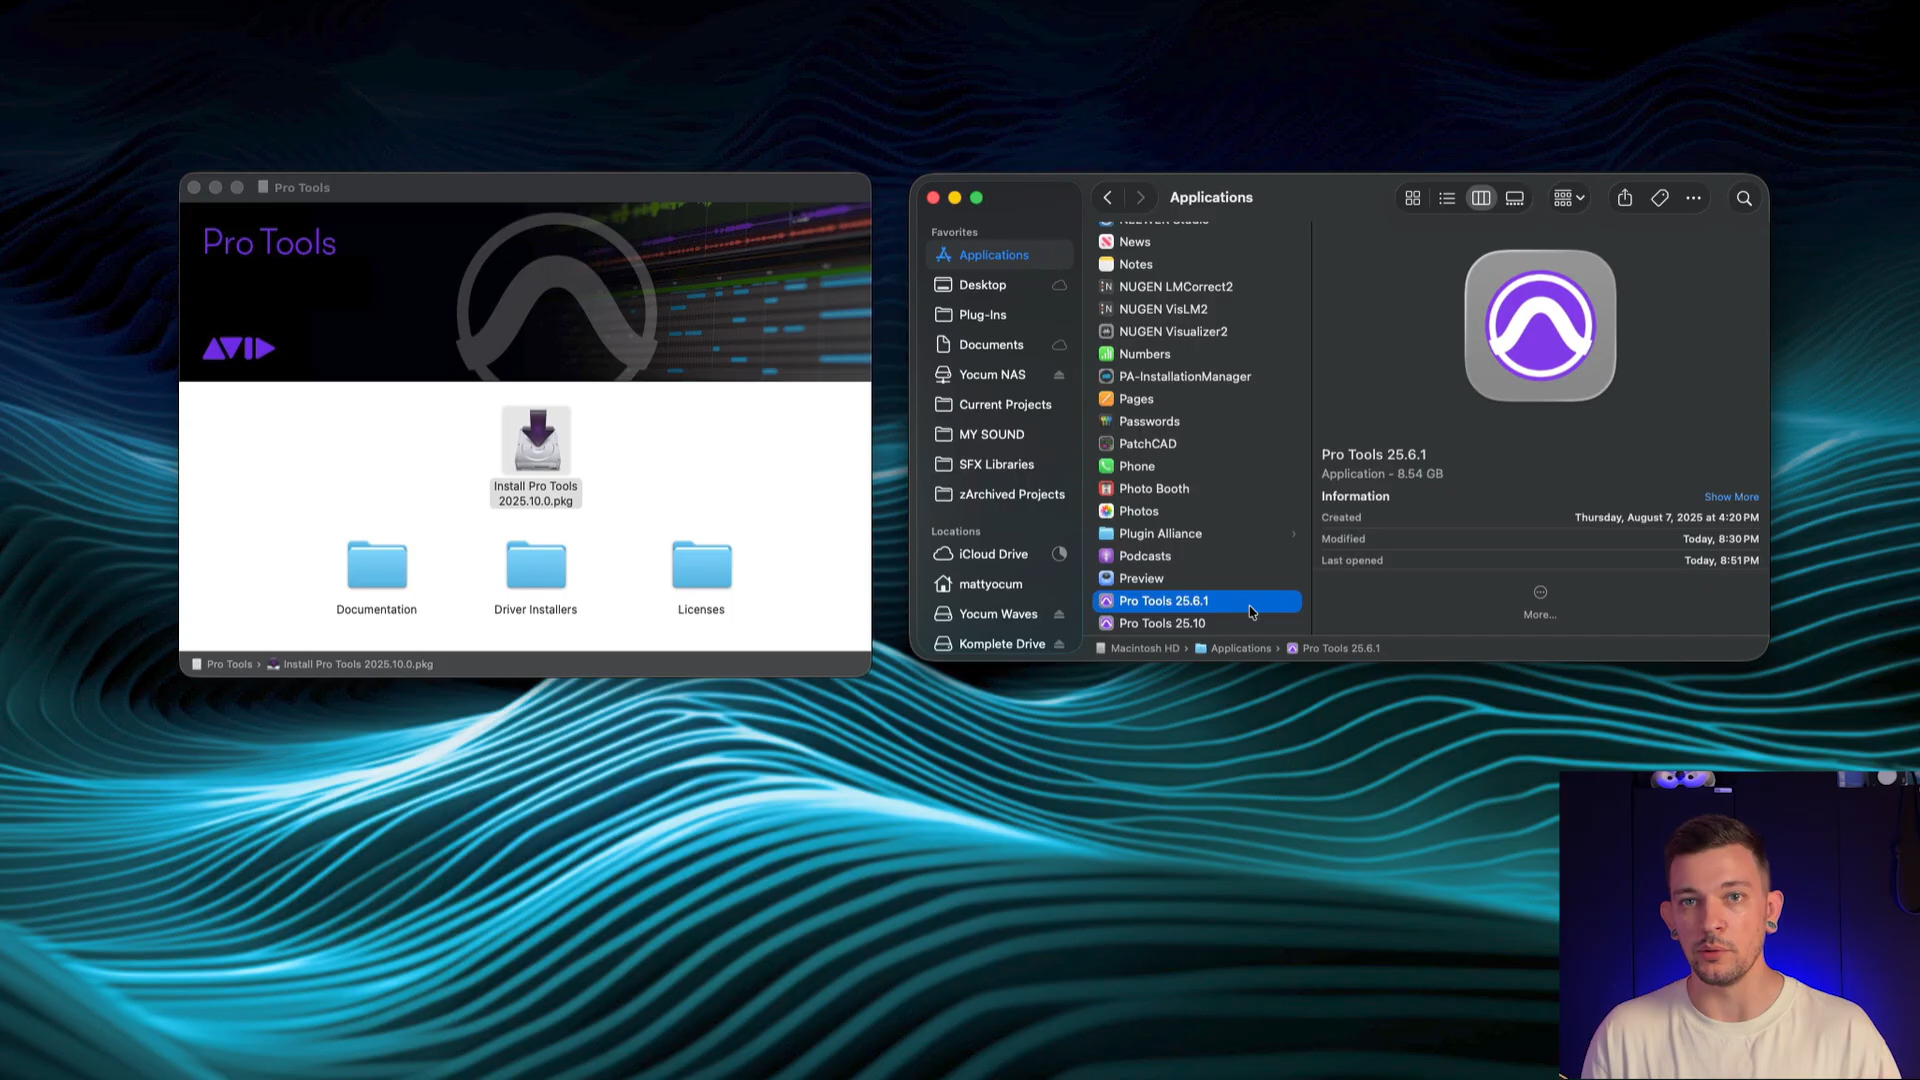 Pro Tools
Pro Tools
AVID
Install Pro Tools
2025.10.0.pkg
Documentation
Driver Installers
Licenses
Pro Tools › Install Pro Tools 2025.10.0.pkg
Applications
Favorites
Applications
Desktop
Plug-Ins
Documents
Yocum NAS
Current Projects
MY SOUND
SFX Libraries
zArchived Projects
Locations
iCloud Drive
mattyocum
Yocum Waves
Komplete Drive
News
Notes
NUGEN LMCorrect2
NUGEN VisLM2
NUGEN Visualizer2
Numbers
PA-InstallationManager
Pages
Passwords
PatchCAD
Phone
Photo Booth
Photos
Plugin Alliance
Podcasts
Preview
Pro Tools 25.6.1
Pro Tools 25.10
Pro Tools 25.6.1
Application - 8.54 GB
Information Show More
Created Thursday, August 7, 2025 at 4:20 PM
Modified Today, 8:30 PM
Last opened Today, 8:51 PM
More...
Macintosh HD › Applications › Pro Tools 25.6.1